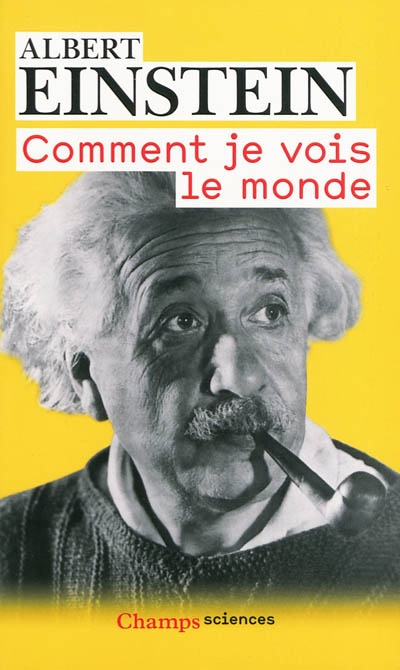 ALBERT
EINSTEIN
Comment je vois
le monde
Champs sciences